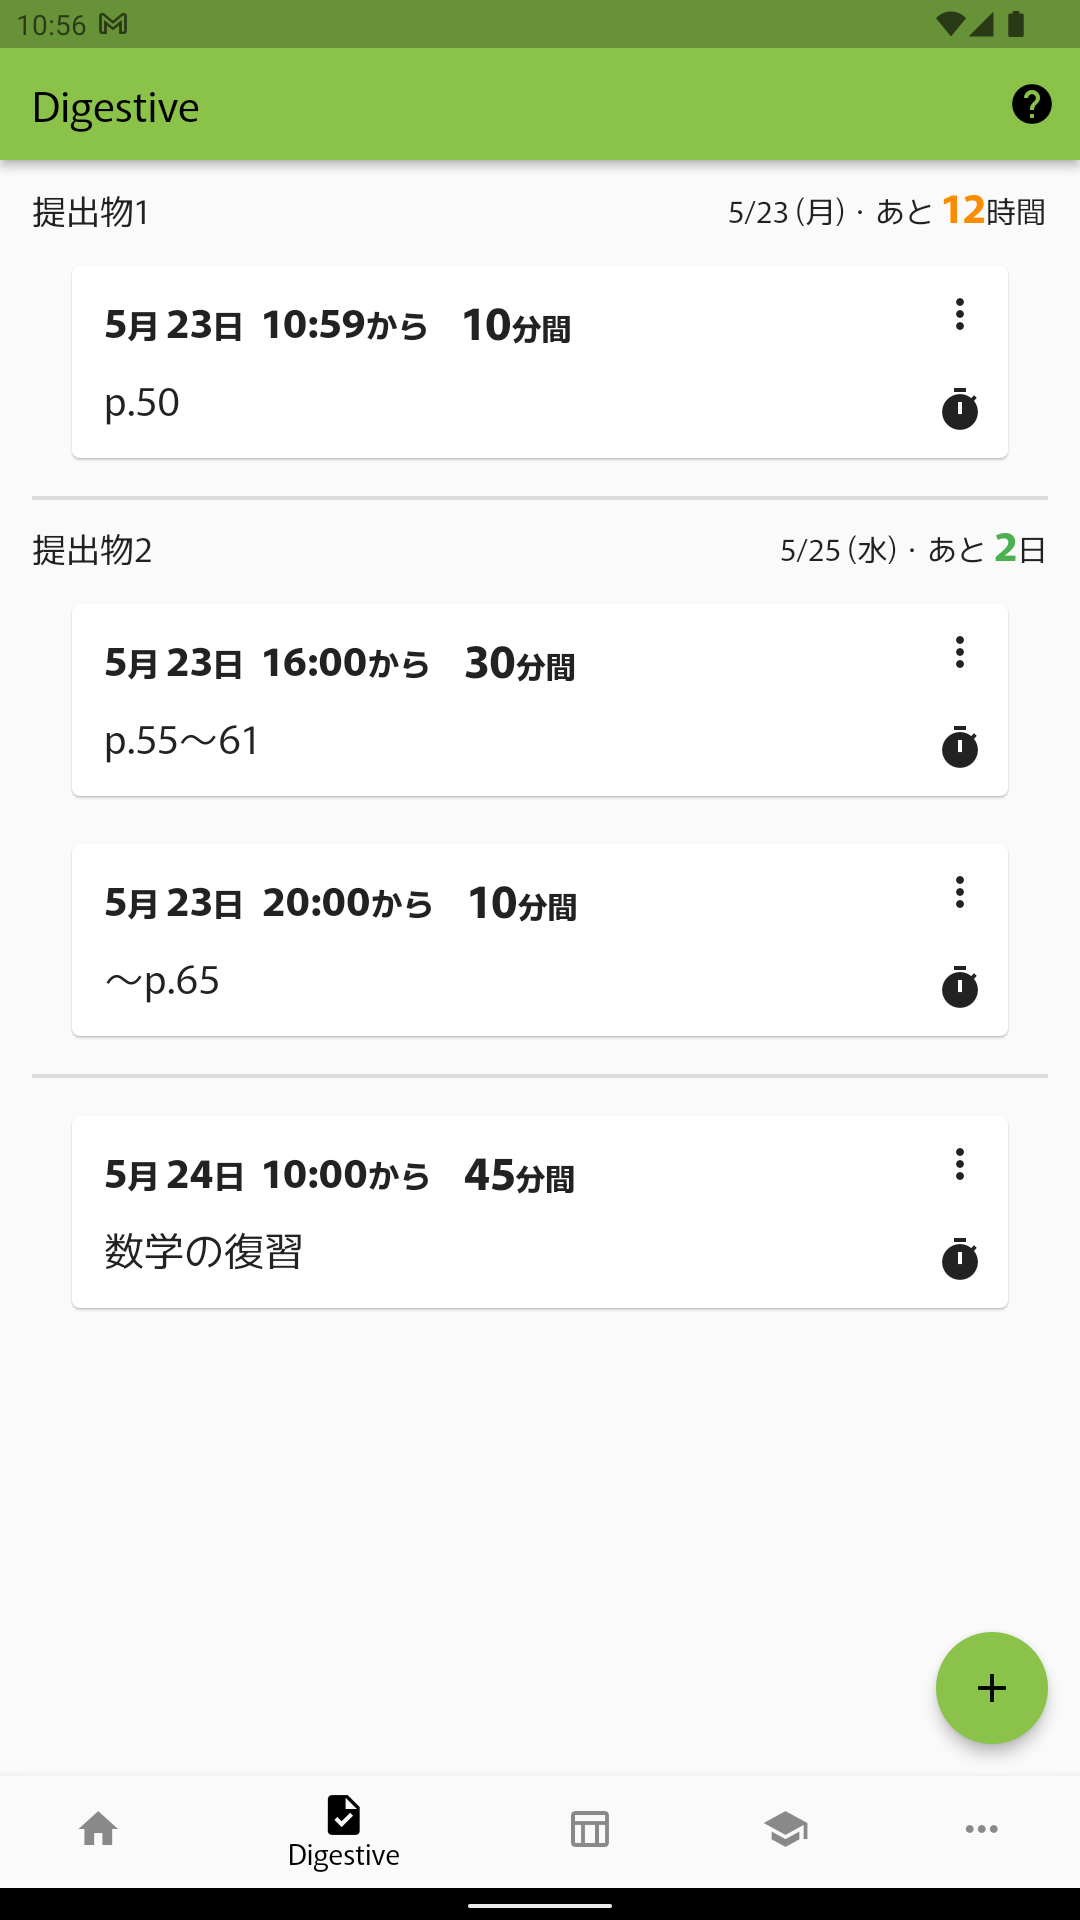 10:56
Digestive
提出物1
5/23 (月)・あと 12時間
5月 23日 10:59から 10分間
p.50
提出物2
5/25 (水)・あと 2日
5月 23日 16:00から 30分間
p.55〜61
5月 23日 20:00から 10分間
〜p.65
5月 24日 10:00から 45分間
数学の復習
Digestive